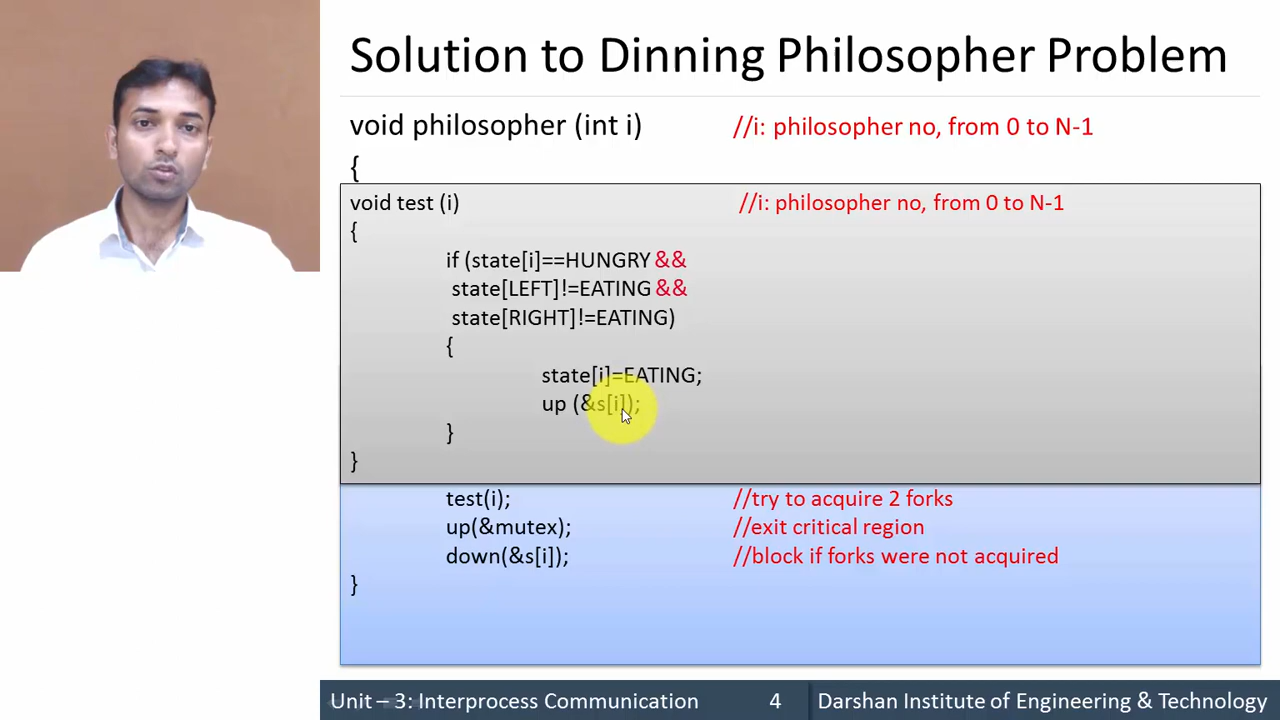 Solution to Dinning Philosopher Problem
void philosopher (int i) //i: philosopher no, from 0 to N-1
{
void test (i) //i: philosopher no, from 0 to N-1
{
if (state[i]==HUNGRY &&
state[LEFT]!=EATING &&
state[RIGHT]!=EATING)
{
state[i]=EATING;
up (&s[i]);
}
}
test(i); //try to acquire 2 forks
up(&mutex); //exit critical region
down(&s[i]); //block if forks were not acquired
}
Unit – 3: Interprocess Communication 4 Darshan Institute of Engineering & Technology